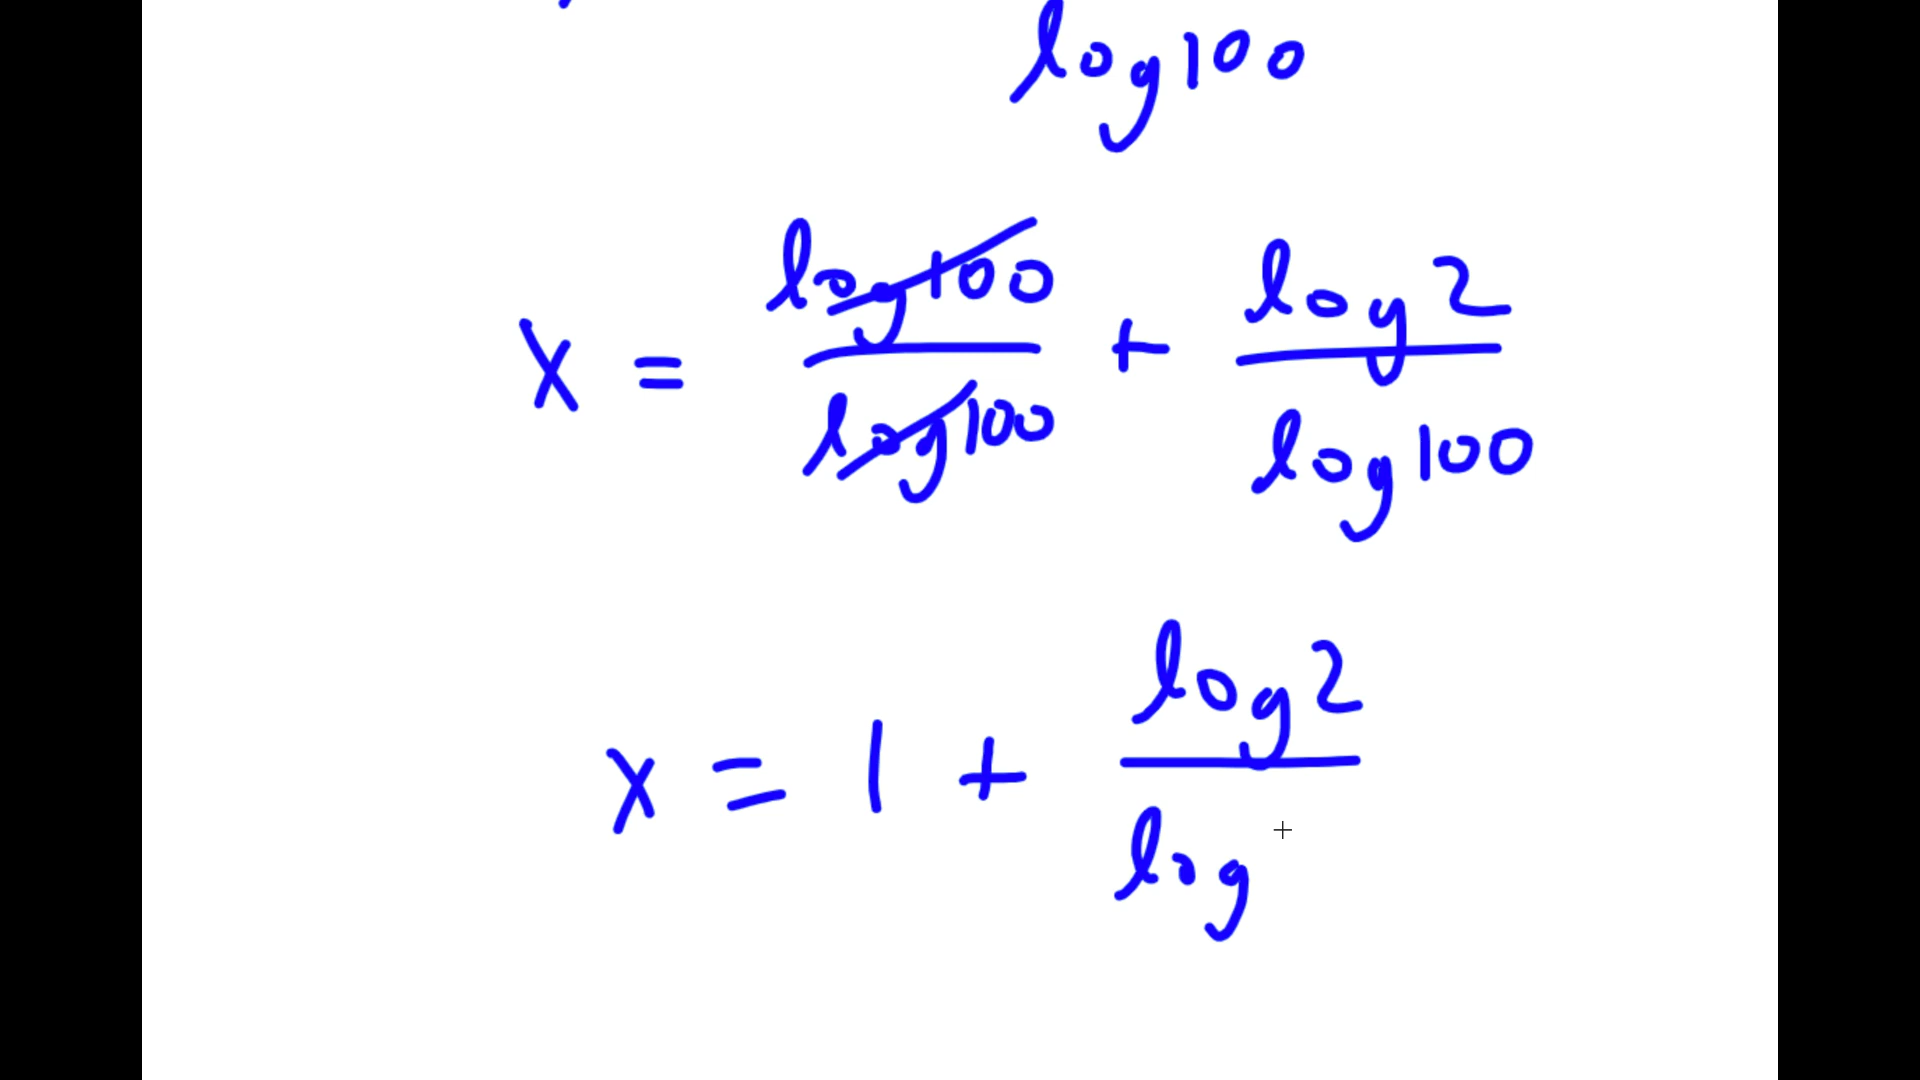 log100
x = log100/log100 + log2/log100
x = 1 + log2/log